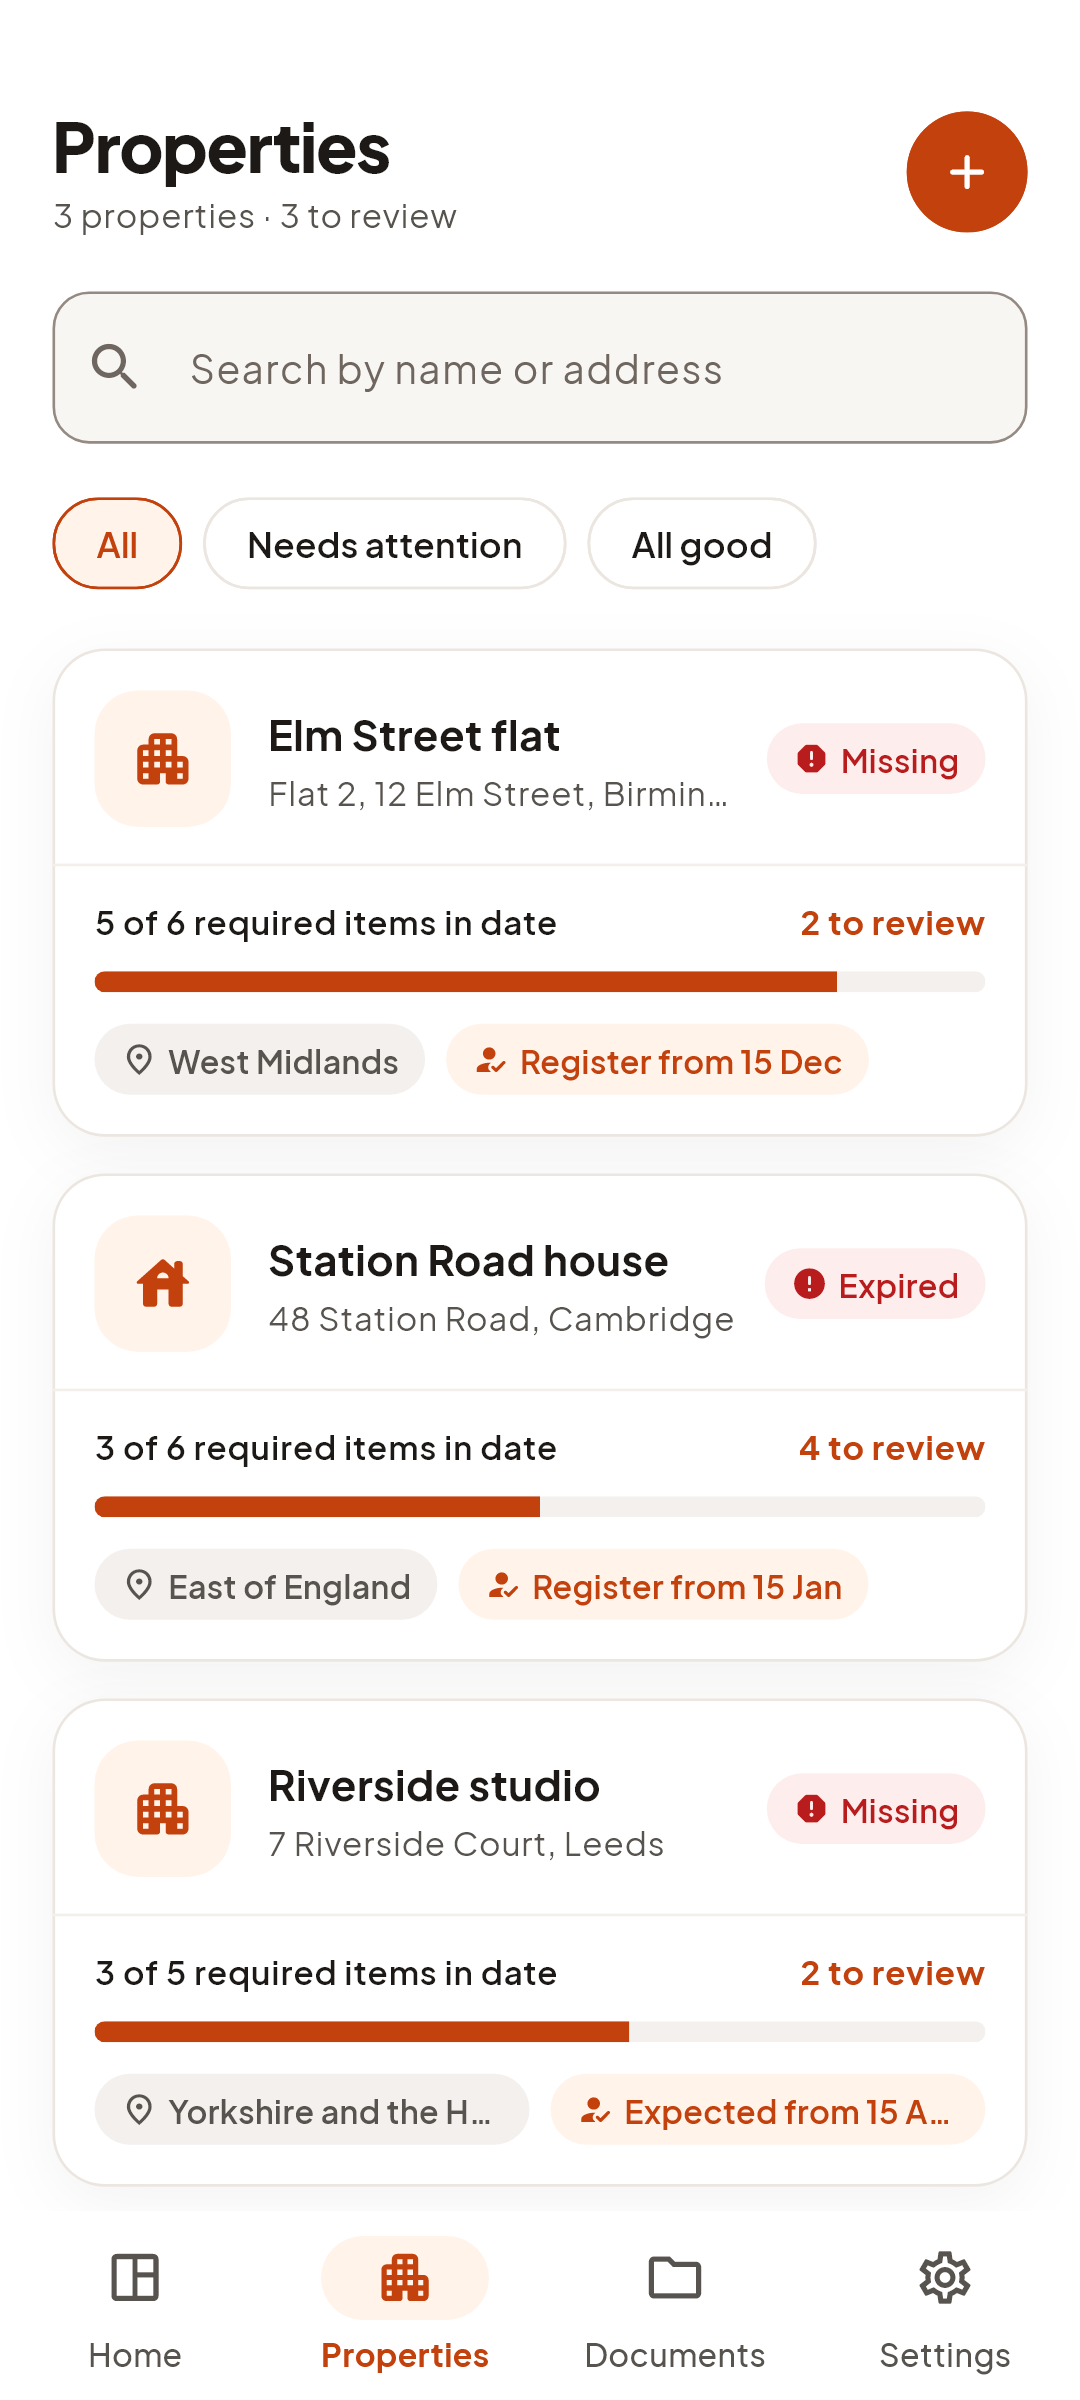 Properties
3 properties · 3 to review
Search by name or address
All
Needs attention
All good
Elm Street flat
Flat 2, 12 Elm Street, Birmin…
Missing
5 of 6 required items in date
2 to review
West Midlands
Register from 15 Dec
Station Road house
48 Station Road, Cambridge
Expired
3 of 6 required items in date
4 to review
East of England
Register from 15 Jan
Riverside studio
7 Riverside Court, Leeds
Missing
3 of 5 required items in date
2 to review
Yorkshire and the H…
Expected from 15 A…
Home
Properties
Documents
Settings